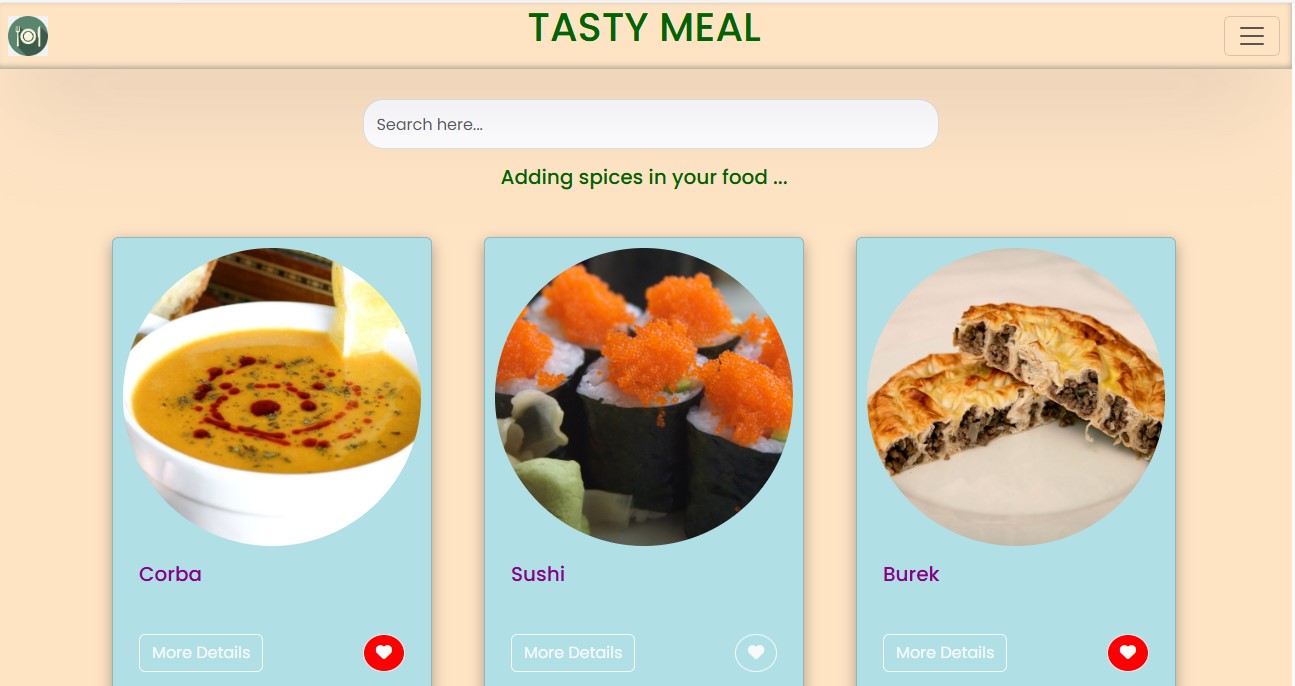 TASTY MEAL
Search here...
Adding spices in your food ...
Corba
Sushi
Burek
More Details
More Details
More Details